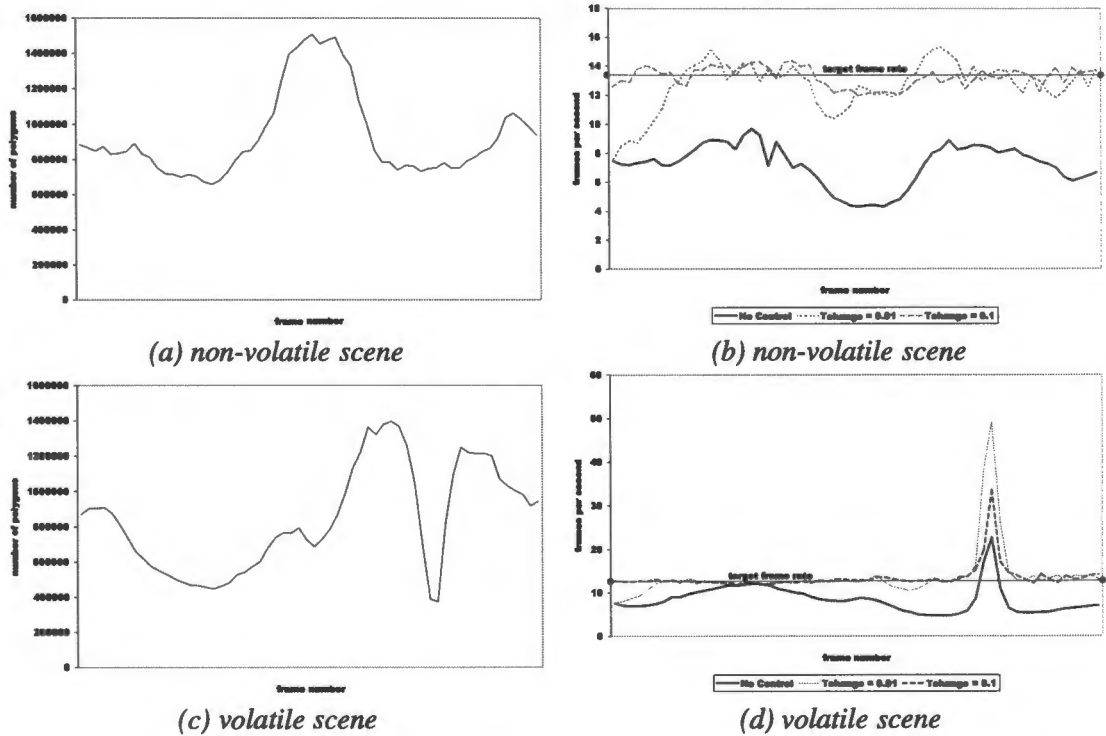 1600000
1400000
1200000
1000000
800000
600000
400000
200000
0
number of polygons
frame number
(a) non-volatile scene
18
16
14
12
10
8
6
4
2
0
frames per second
target frame rate
frame number
No Control
(b) non-volatile scene
1600000
1400000
1200000
1000000
800000
600000
400000
200000
0
number of polygons
frame number
(c) volatile scene
60
50
40
30
20
10
0
frames per second
target frame rate
frame number
No Control
(d) volatile scene